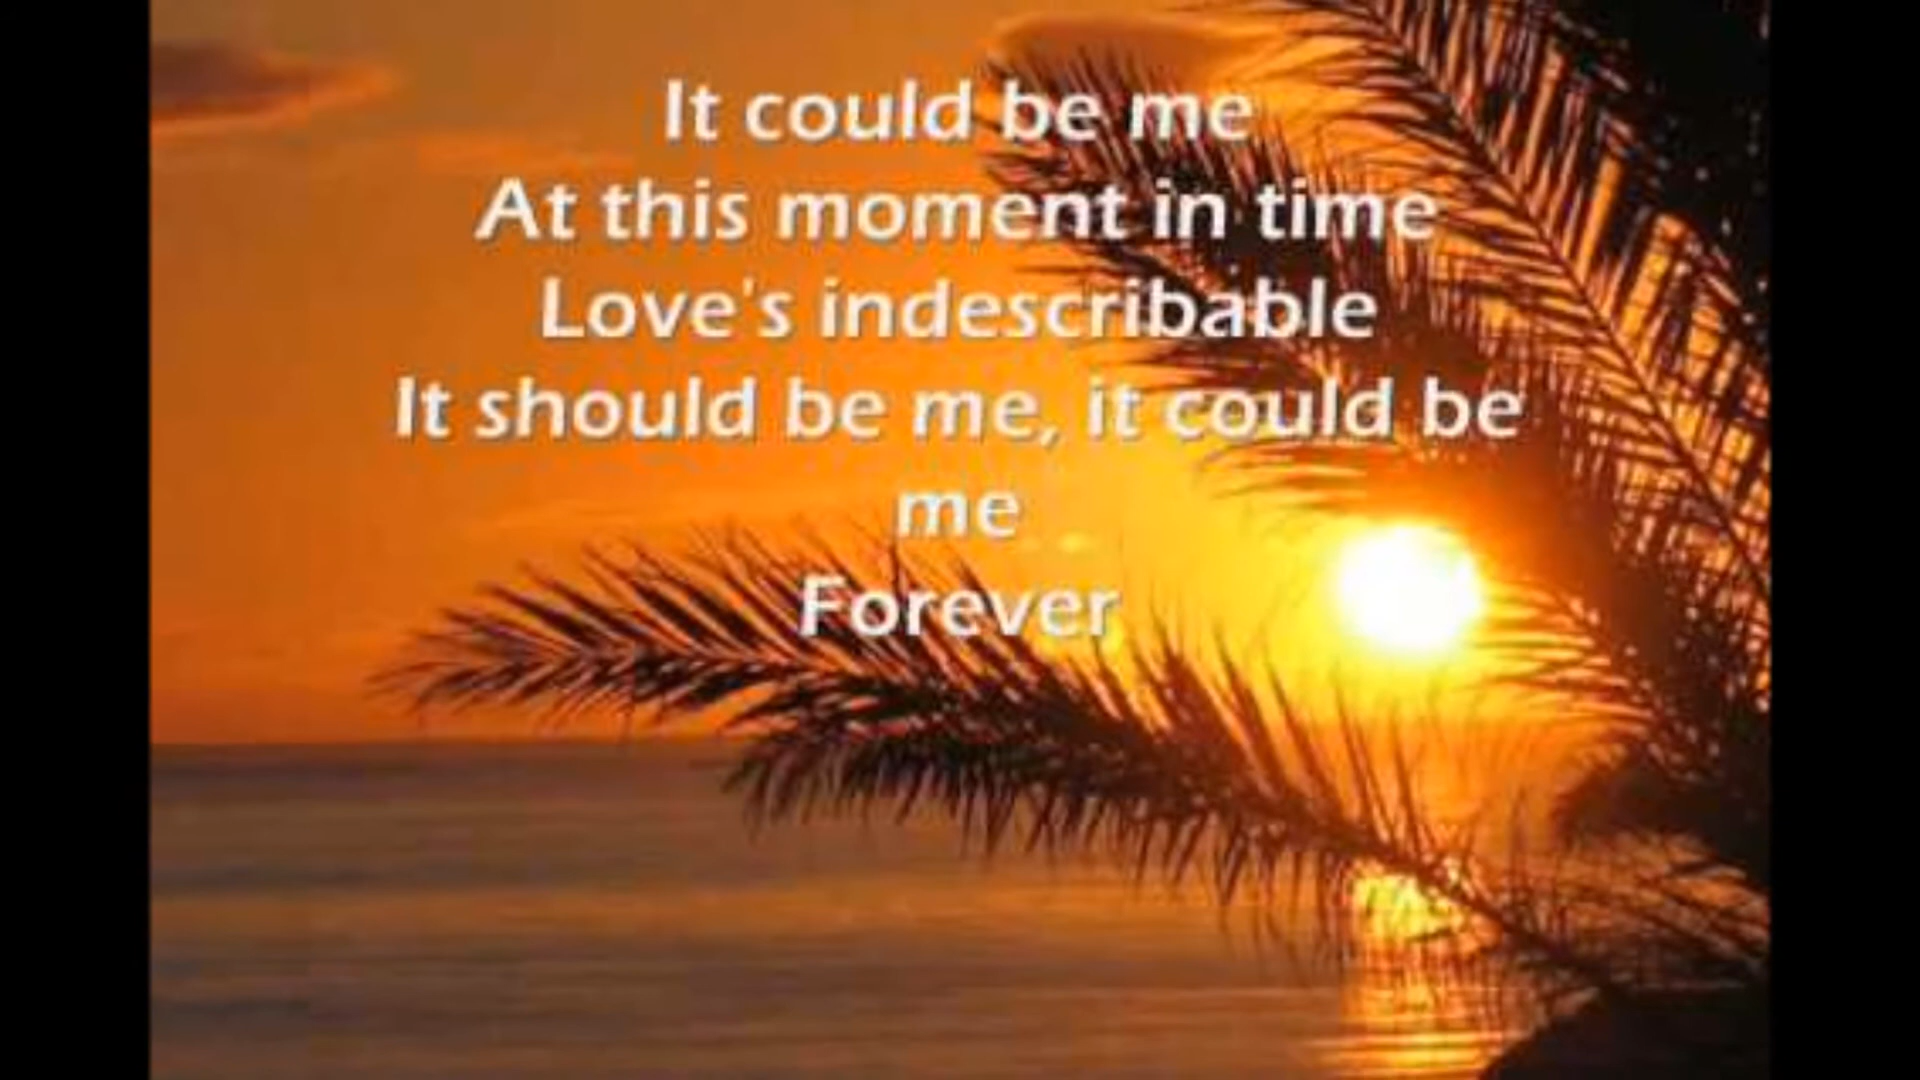 It could be me
At this moment in time
Love's indescribable
It should be me, it could be
me
Forever